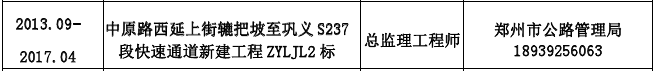 2013.09-
2017.04
中原路西延上街辘把坡至巩义 S237
段快速通道新建工程 ZYLJL2 标
总监理工程师
郑州市公路管理局
18939256063